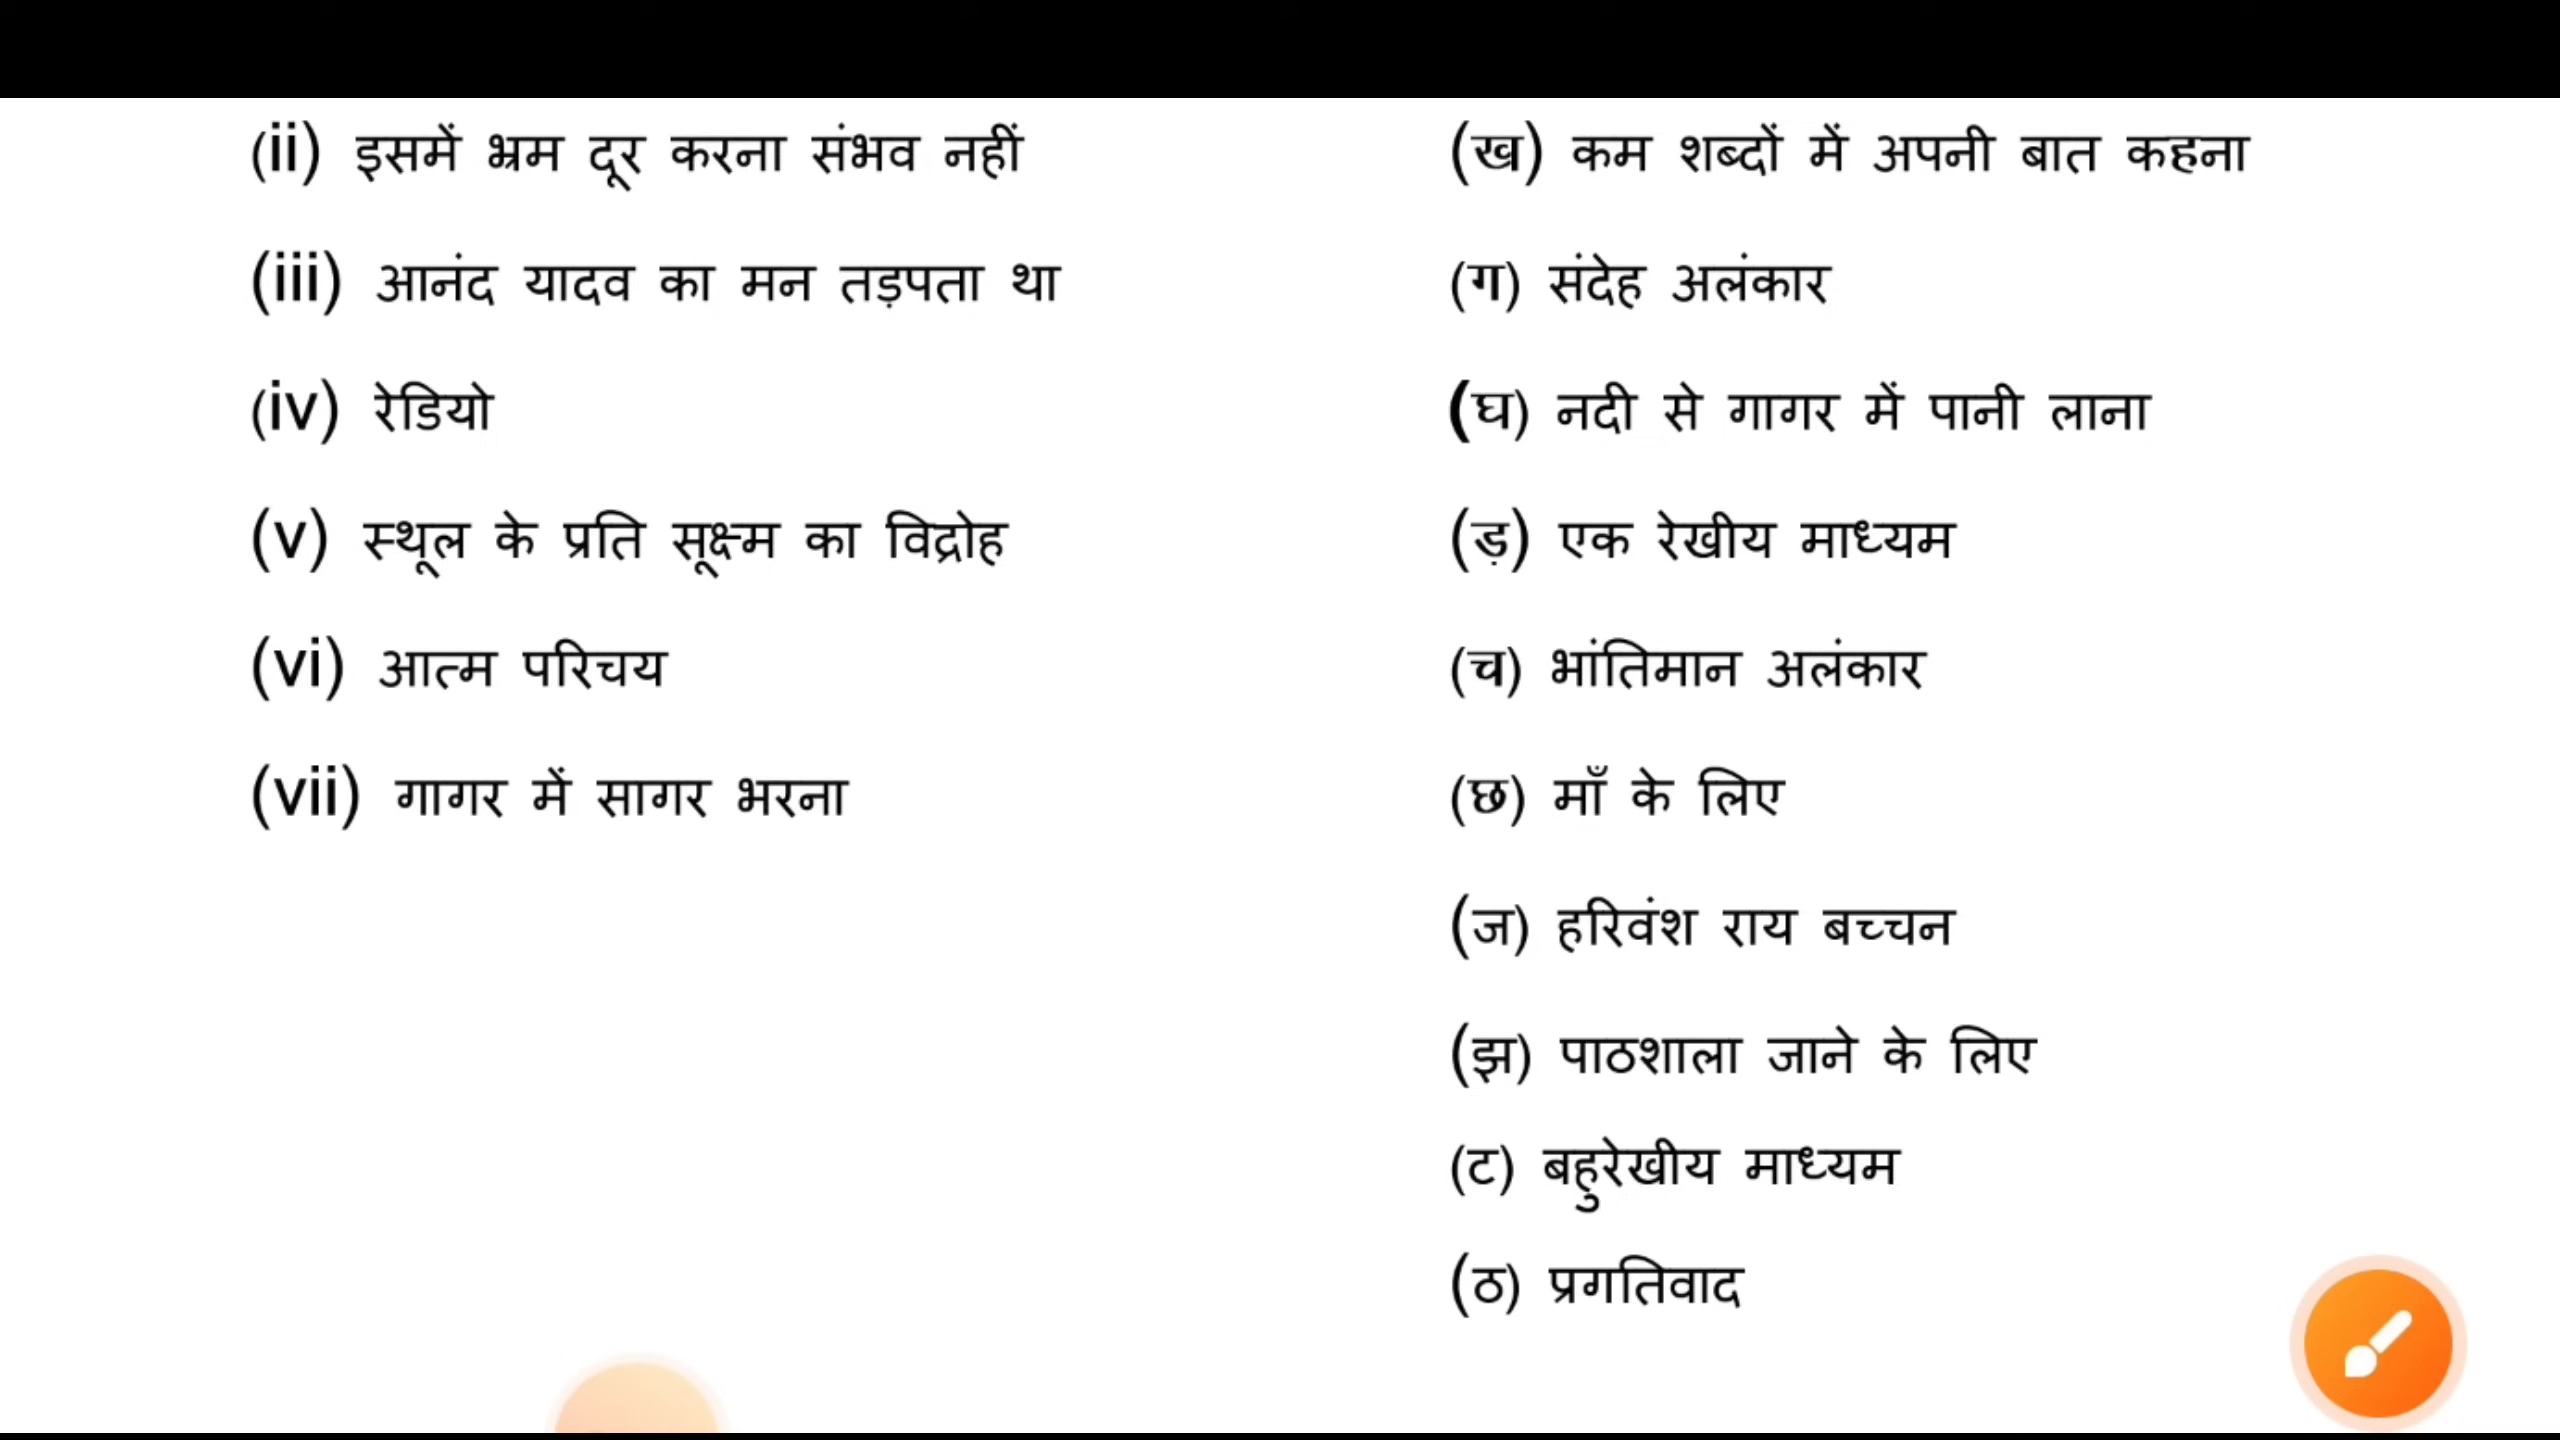 (ii) इसमें भ्रम दूर करना संभव नहीं
(ख) कम शब्दों में अपनी बात कहना
(iii) आनंद यादव का मन तड़पता था
(ग) संदेह अलंकार
(iv) रेडियो
(घ) नदी से गागर में पानी लाना
(v) स्थूल के प्रति सूक्ष्म का विद्रोह
(ड़) एक रेखीय माध्यम
(vi) आत्म परिचय
(च) भांतिमान अलंकार
(vii) गागर में सागर भरना
(छ) माँ के लिए
(ज) हरिवंश राय बच्चन
(झ) पाठशाला जाने के लिए
(ट) बहुरेखीय माध्यम
(ठ) प्रगतिवाद